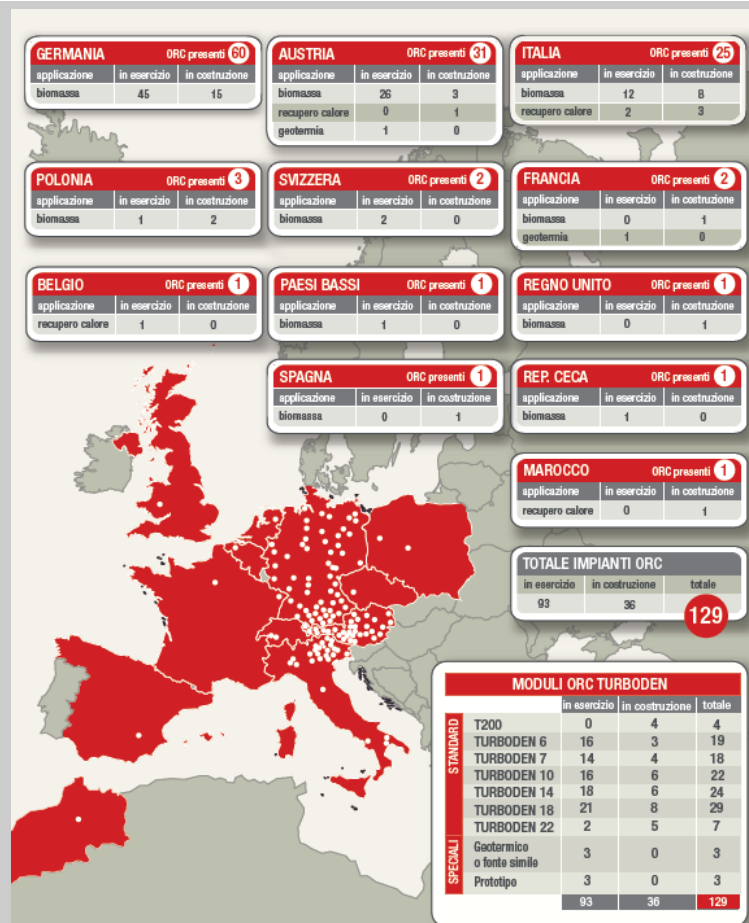 GERMANIA ORC presenti 60
applicazione in esercizio in costruzione
biomassa 45 15
AUSTRIA ORC presenti 31
applicazione in esercizio in costruzione
biomassa 26 3
recupero calore 0 1
geotermia 1 0
ITALIA ORC presenti 25
applicazione in esercizio in costruzione
biomassa 12 8
recupero calore 2 3
POLONIA ORC presenti 3
applicazione in esercizio in costruzione
biomassa 1 2
SVIZZERA ORC presenti 2
applicazione in esercizio in costruzione
biomassa 2 0
FRANCIA ORC presenti 2
applicazione in esercizio in costruzione
biomassa 0 1
geotermia 1 0
BELGIO ORC presenti 1
applicazione in esercizio in costruzione
recupero calore 1 0
PAESI BASSI ORC presenti 1
applicazione in esercizio in costruzione
biomassa 1 0
REGNO UNITO ORC presenti 1
applicazione in esercizio in costruzione
biomassa 0 1
SPAGNA ORC presenti 1
applicazione in esercizio in costruzione
biomassa 0 1
REP. CECA ORC presenti 1
applicazione in esercizio in costruzione
biomassa 1 0
MAROCCO ORC presenti 1
applicazione in esercizio in costruzione
recupero calore 0 1
TOTALE IMPIANTI ORC
in esercizio in costruzione totale
93 36 129
MODULI ORC TURBODEN
in esercizio in costruzione totale
STANDARD
T200 0 4 4
TURBODEN 6 16 3 19
TURBODEN 7 14 4 18
TURBODEN 10 16 6 22
TURBODEN 14 18 6 24
TURBODEN 18 21 8 29
TURBODEN 22 2 5 7
SPECIALI
Geotermico
o fonte simile 3 0 3
Prototipo 3 0 3
93 36 129